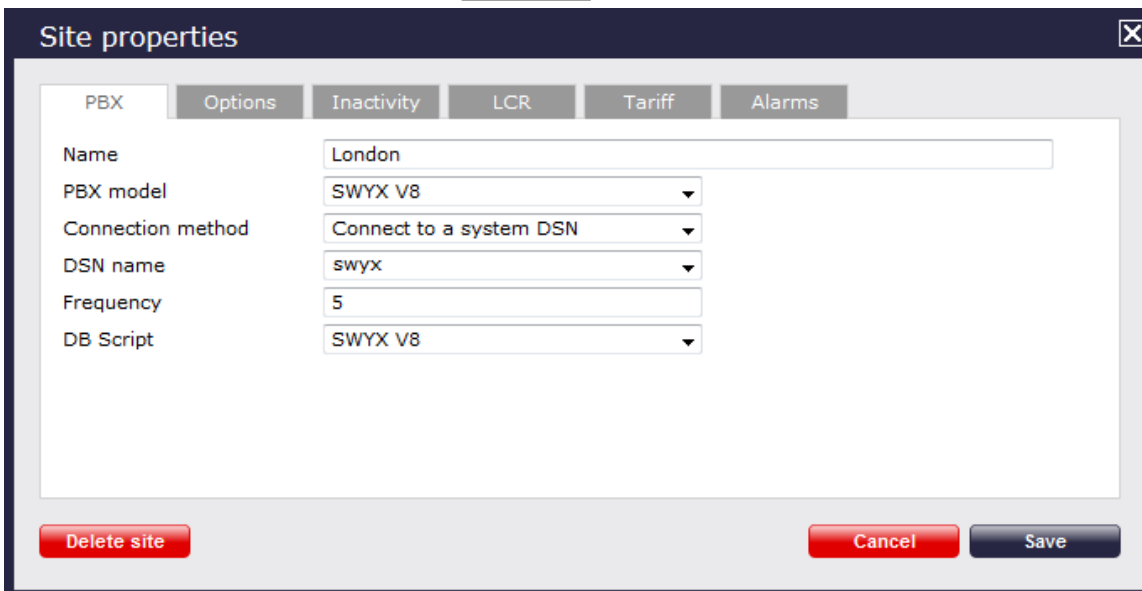 Site properties
PBX Options Inactivity LCR Tariff Alarms
Name London
PBX model SWYX V8
Connection method Connect to a system DSN
DSN name swyx
Frequency 5
DB Script SWYX V8
Delete site Cancel Save